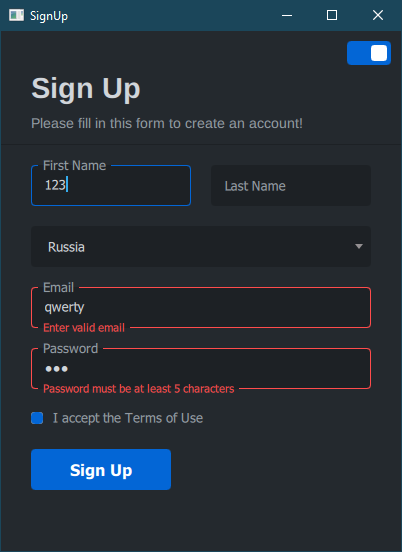 SignUp
Sign Up
Please fill in this form to create an account!
First Name
123
Last Name
Russia
Email
qwerty
Enter valid email
Password
●●●
Password must be at least 5 characters
I accept the Terms of Use
Sign Up